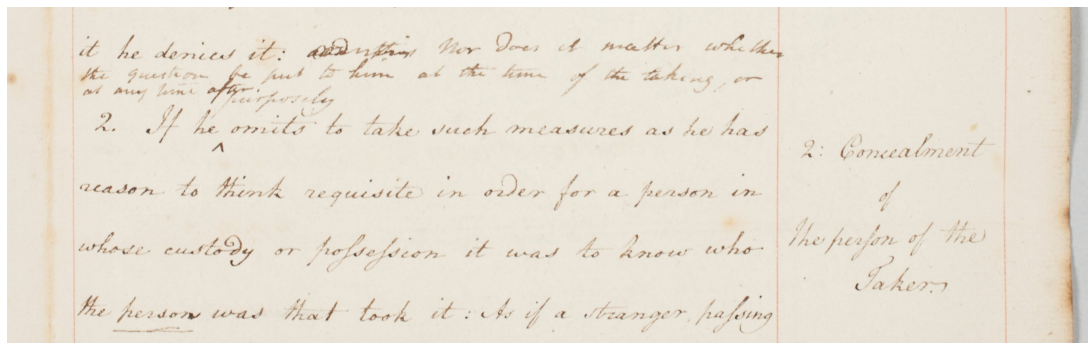 it he denies it: Nor does it matter whether
the question be put to him at the time of the taking, or
at any time after.
purposely
2. If he ^ omits to take such measures as he has
reason to think requisite in order for a person in
whose custody or possession it was to know who
the person was that took it: As if a stranger passing
2: Concealment
of
the person of the
Taker.